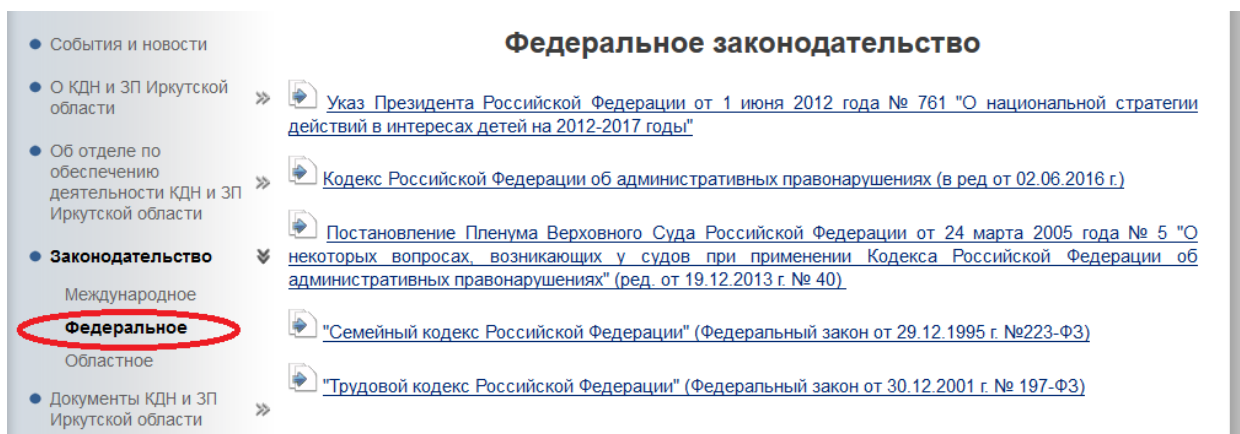 События и новости
О КДН и ЗП Иркутской
области
Об отделе по
обеспечению
деятельности КДН и ЗП
Иркутской области
Законодательство
Международное
Федеральное
Областное
Документы КДН и ЗП
Иркутской области
Федеральное законодательство
Указ Президента Российской Федерации от 1 июня 2012 года № 761 "О национальной стратегии
действий в интересах детей на 2012-2017 годы"
Кодекс Российской Федерации об административных правонарушениях (в ред от 02.06.2016 г.)
Постановление Пленума Верховного Суда Российской Федерации от 24 марта 2005 года № 5 "О
некоторых вопросах, возникающих у судов при применении Кодекса Российской Федерации об
административных правонарушениях" (ред. от 19.12.2013 г. № 40)
"Семейный кодекс Российской Федерации" (Федеральный закон от 29.12.1995 г. №223-ФЗ)
"Трудовой кодекс Российской Федерации" (Федеральный закон от 30.12.2001 г. № 197-ФЗ)